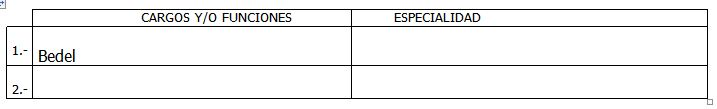 CARGOS Y/O FUNCIONES ESPECIALIDAD
1.- Bedel
2.-